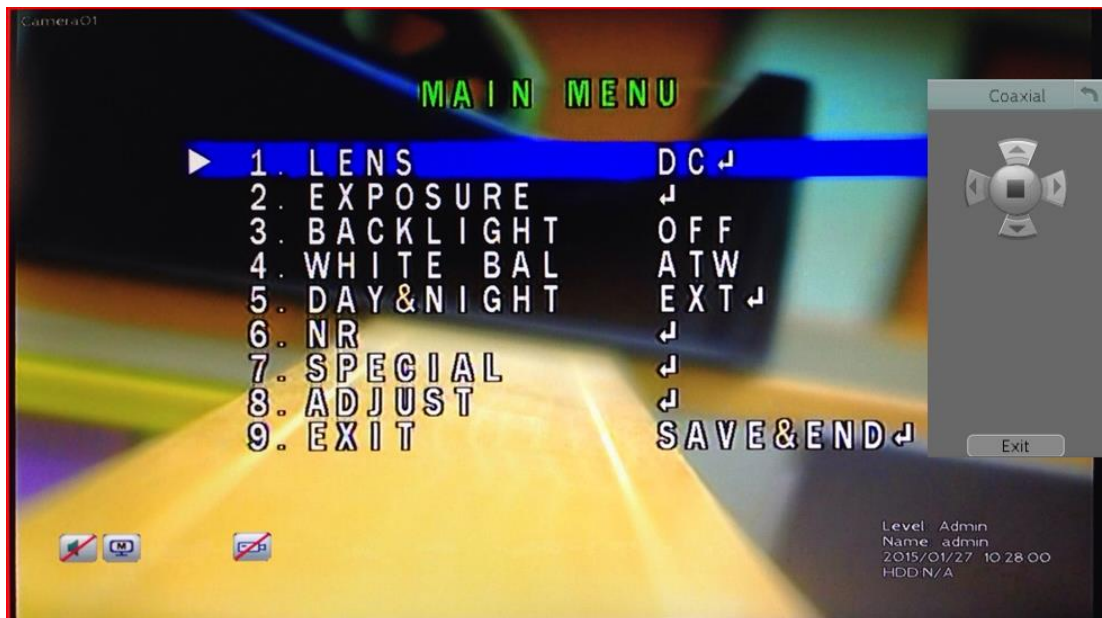 Camera01
MAIN MENU
Coaxial
1. LENS DC↲
2. EXPOSURE ↲
3. BACKLIGHT OFF
4. WHITE BAL ATW
5. DAY&NIGHT EXT↲
6. NR ↲
7. SPECIAL ↲
8. ADJUST ↲
9. EXIT SAVE&END↲
Exit
M
Level: Admin
Name: admin
2015/01/27 10:28:00
HDD:N/A